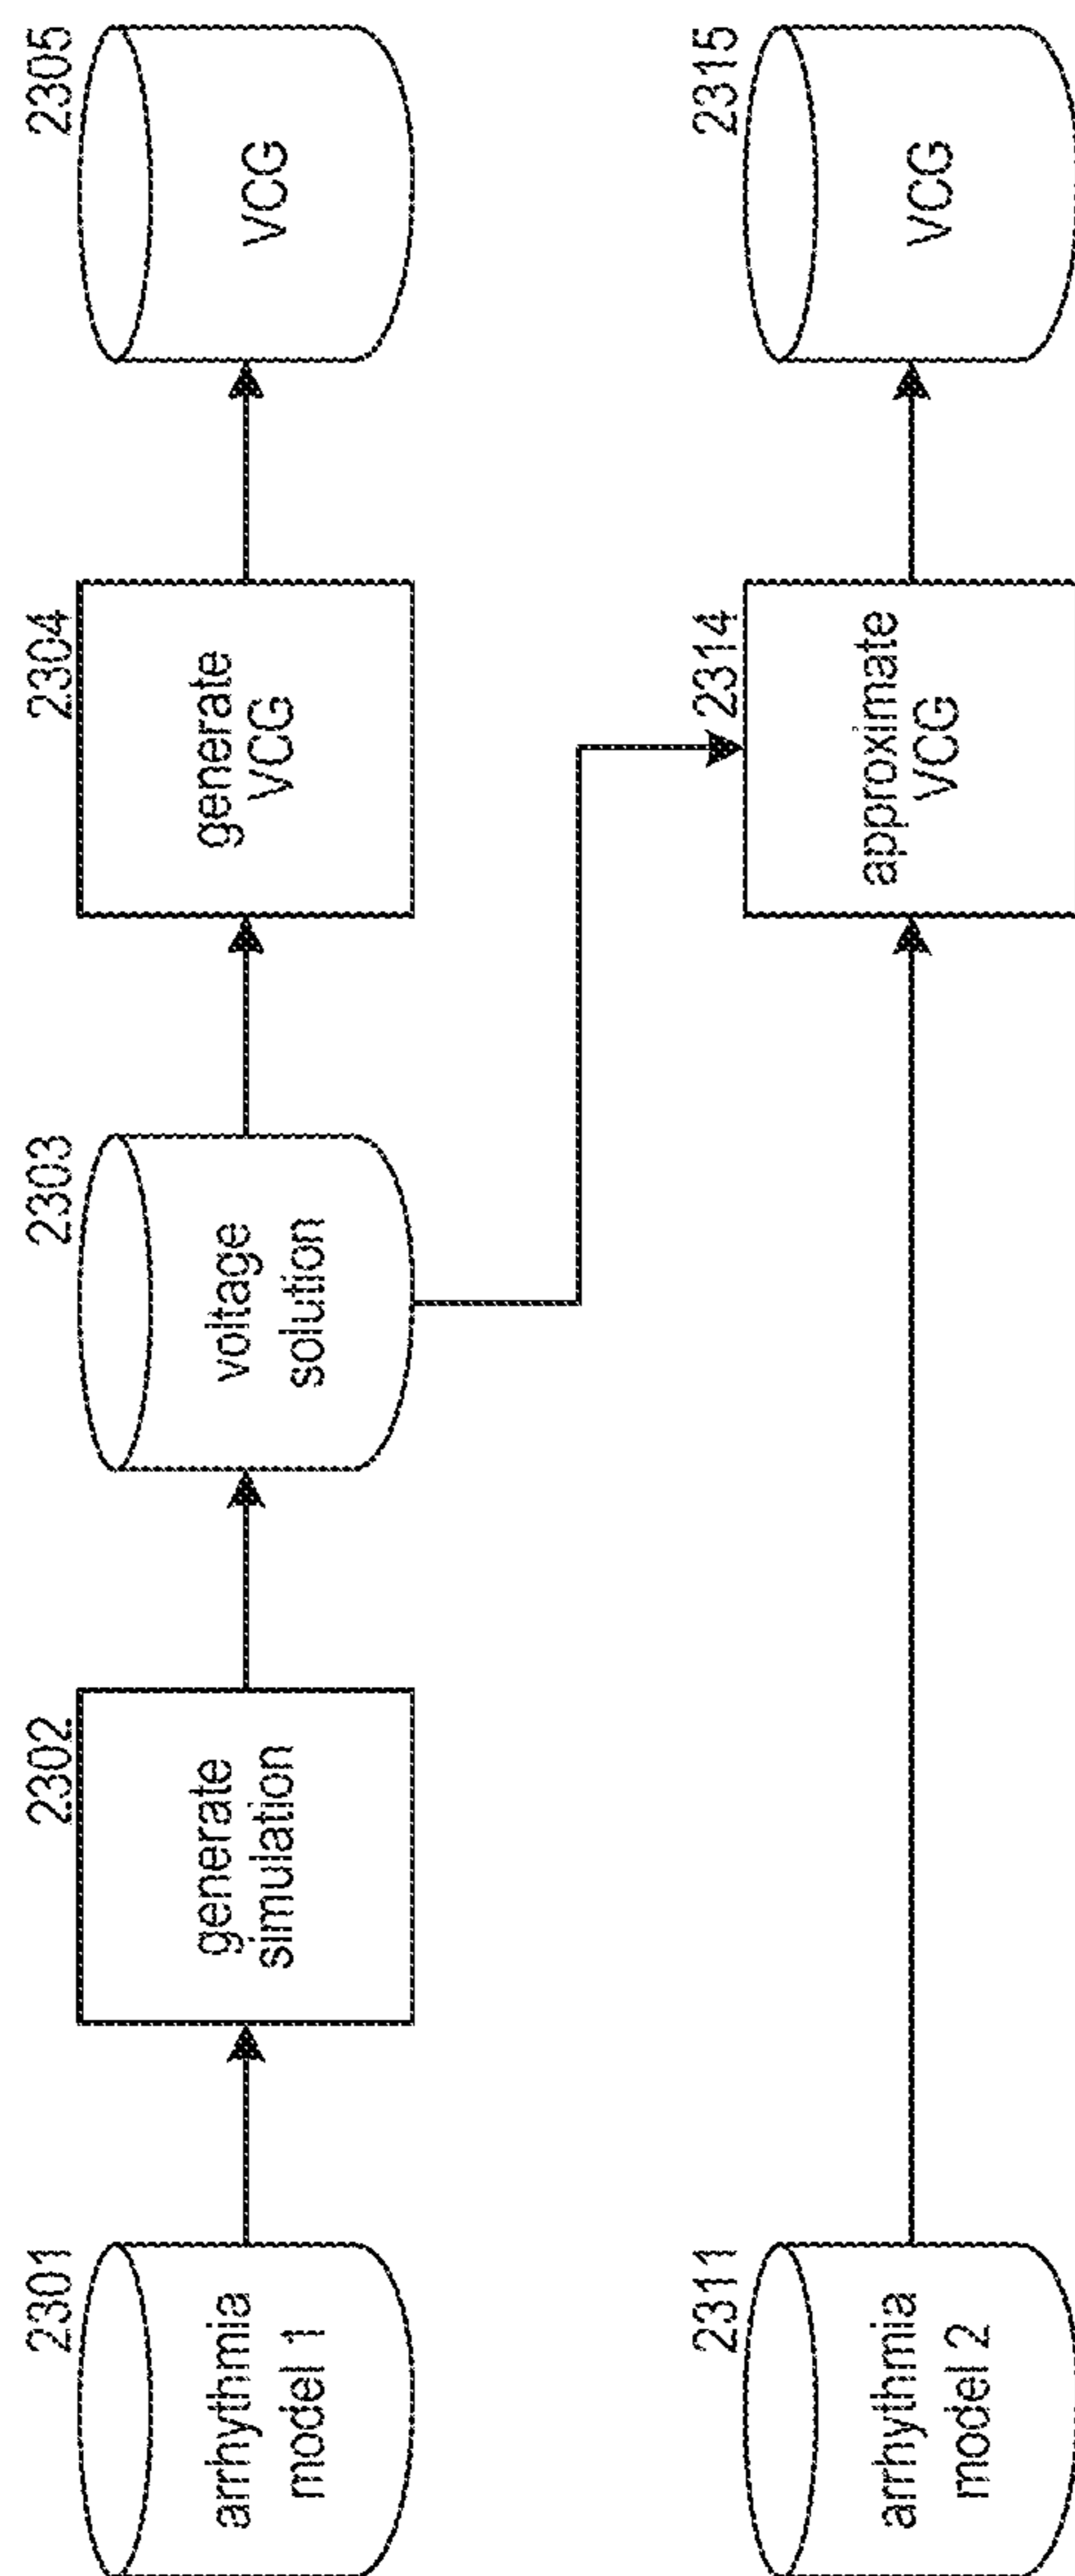 2301
arrhythmia
model 1
2302
generate
simulation
2303
voltage
solution
2304
generate
VCG
2305
VCG
2311
arrhythmia
model 2
2314
approximate
VCG
2315
VCG